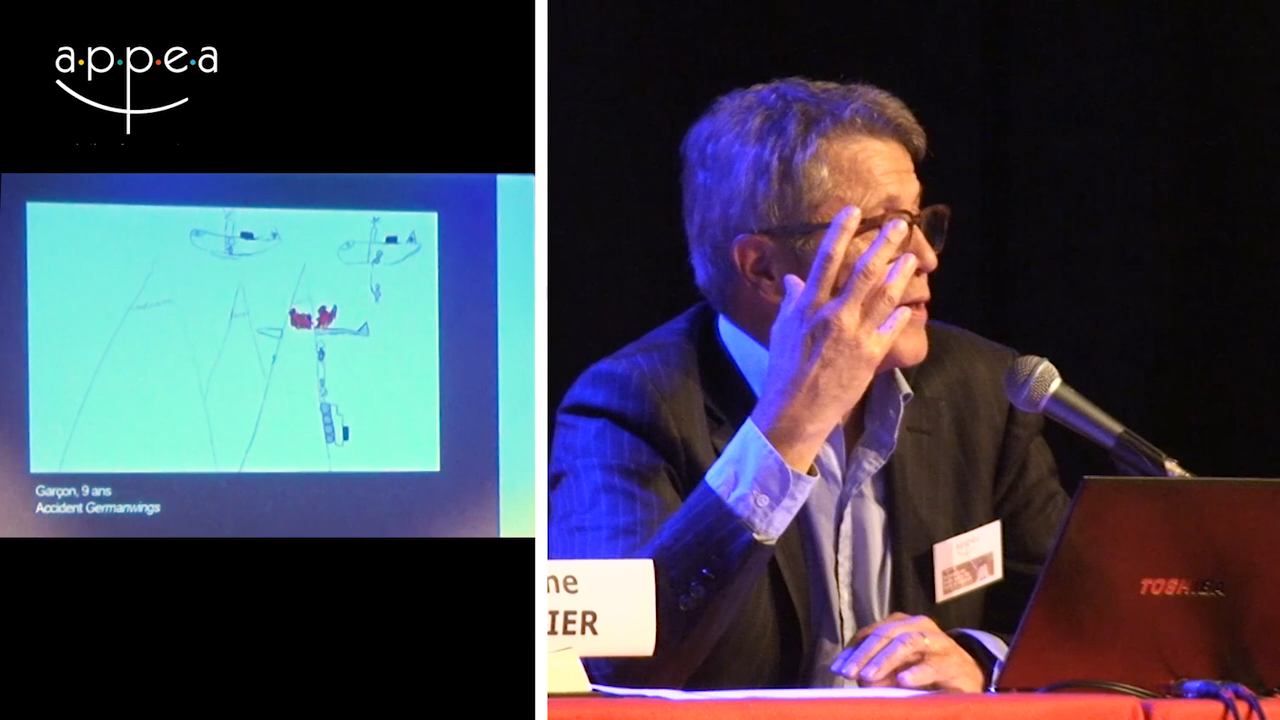 a·p·p·e·a
Garçon, 9 ans
Accident Germanwings
ne
IER
TOSHIBA